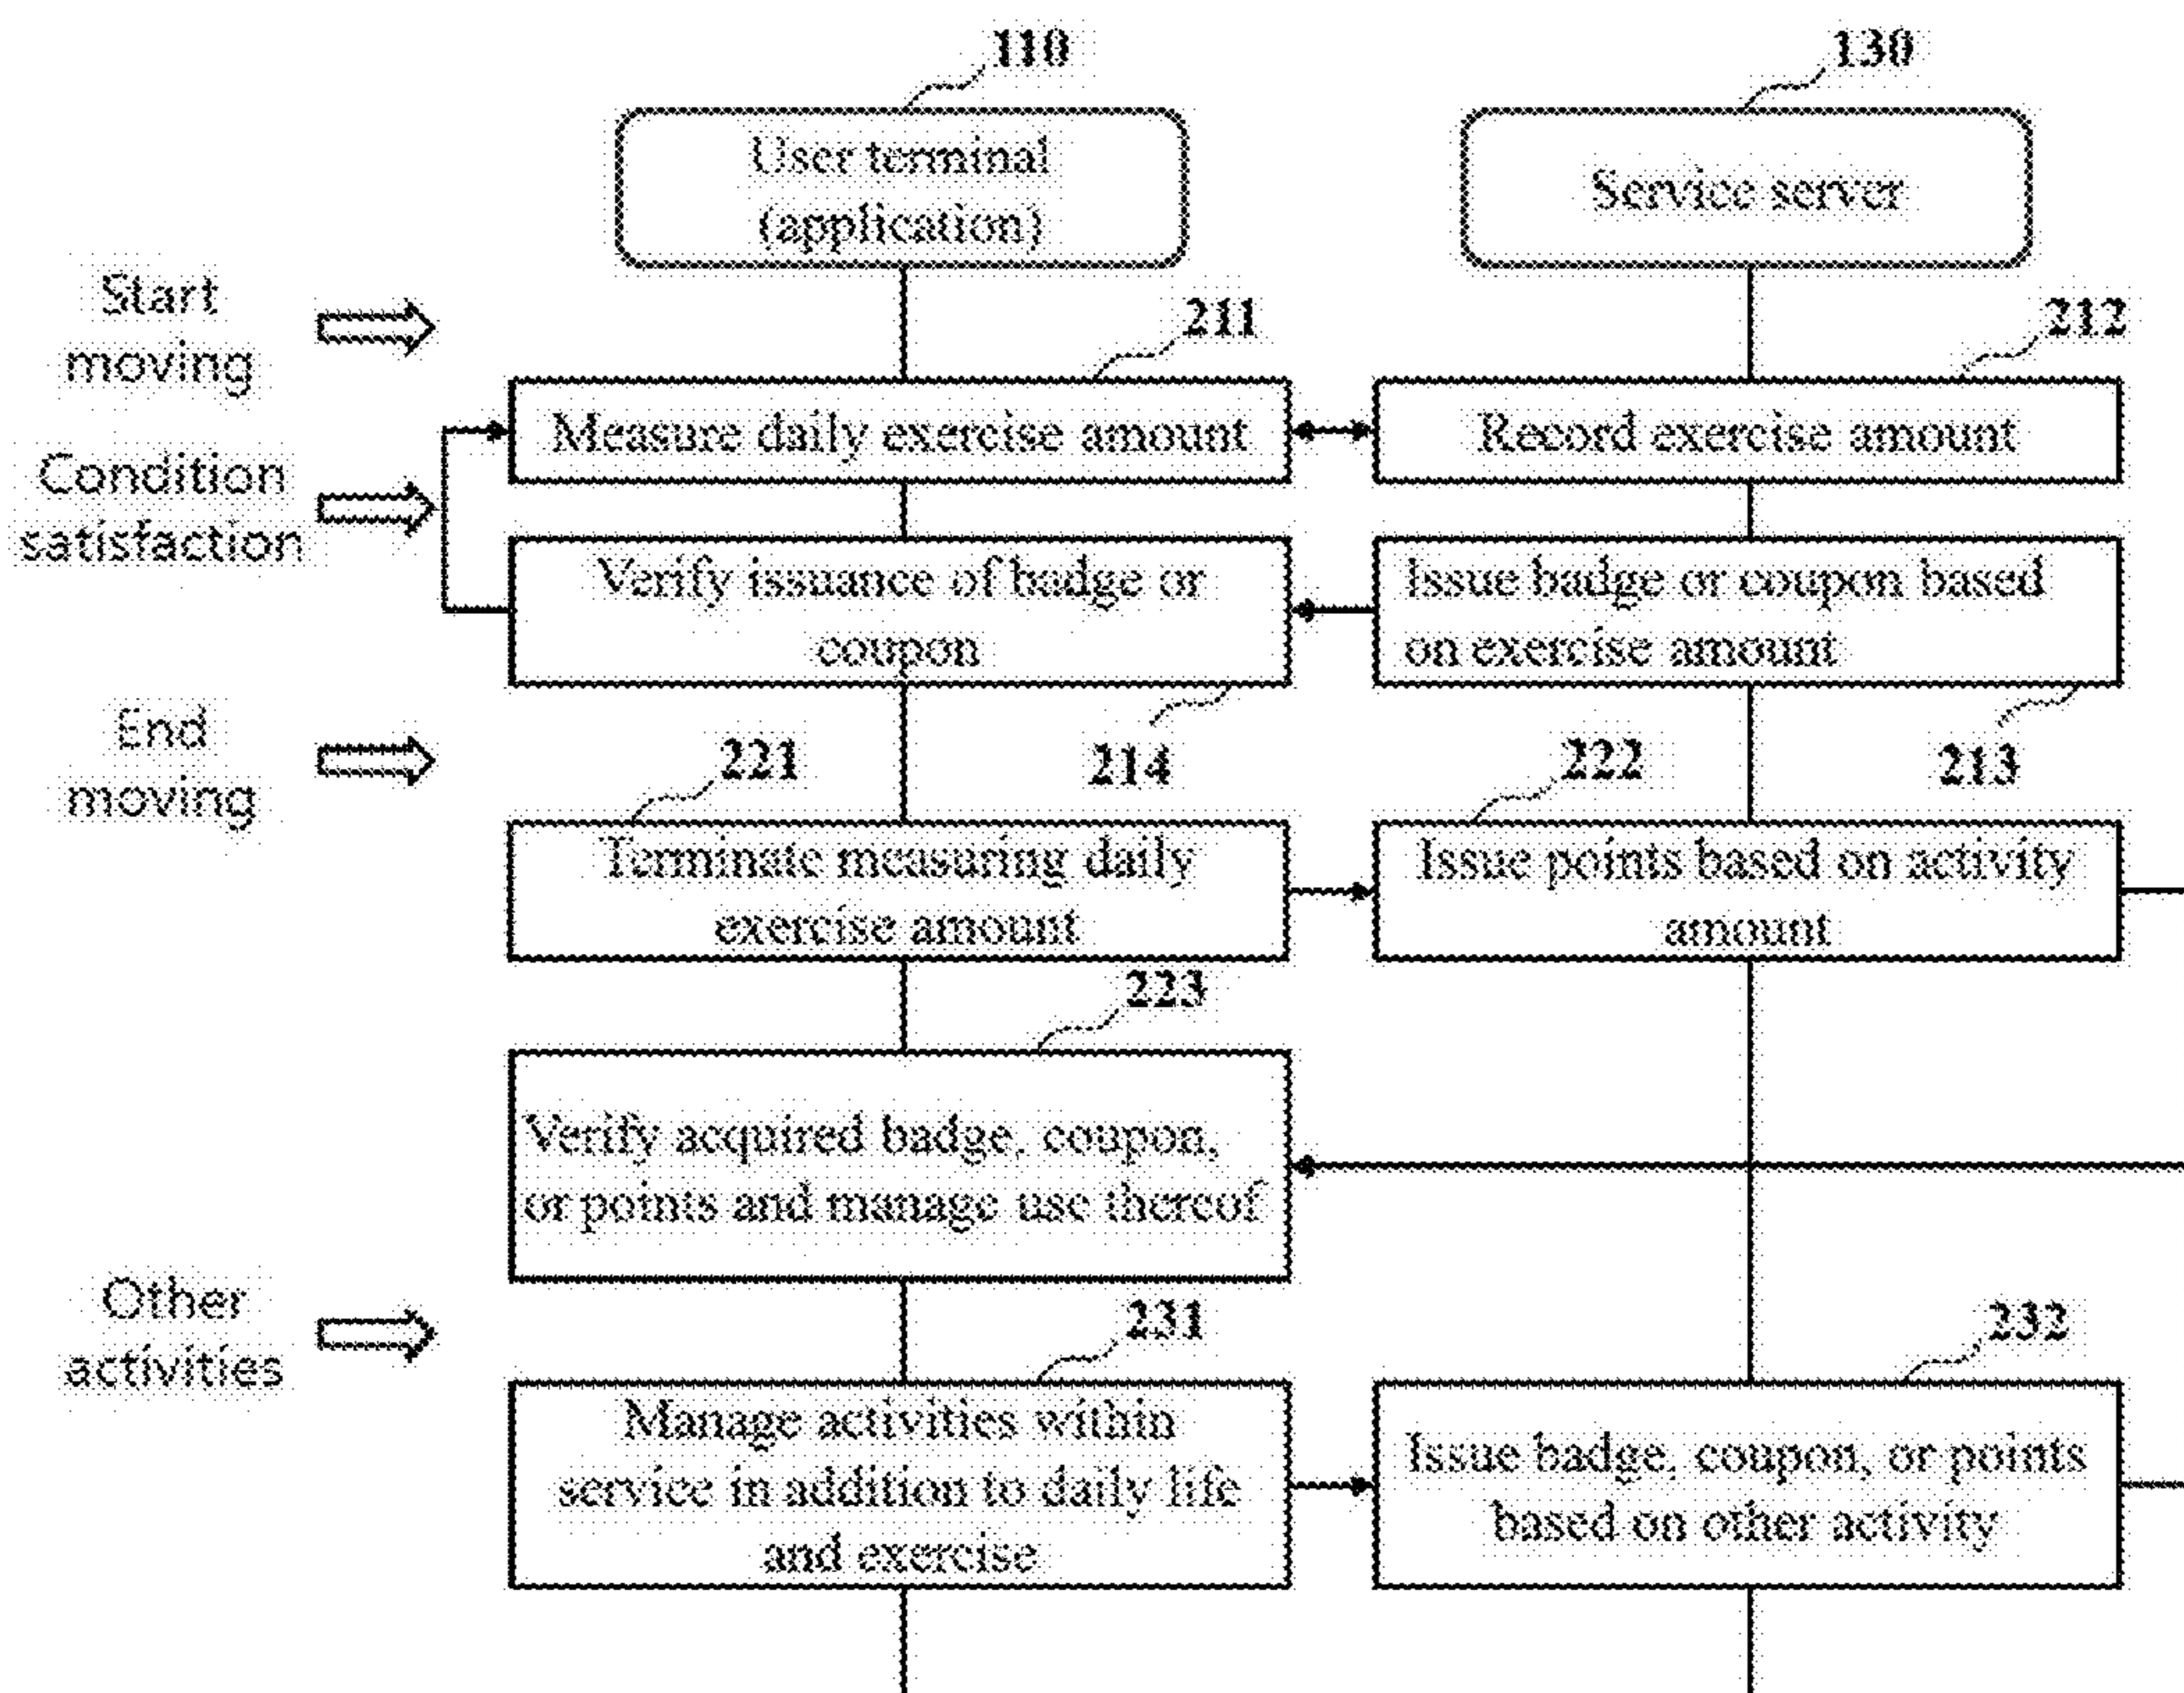 110
130
User terminal
(application)
Service server
Start
moving
211
212
Measure daily exercise amount
Record exercise amount
Condition
satisfaction
Verify issuance of badge or
coupon
Issue badge or coupon based
on exercise amount
End
moving
221
214
222
213
Terminate measuring daily
exercise amount
Issue points based on activity
amount
223
Verify acquired badge, coupon,
or points and manage use thereof
Other
activities
231
232
Manage activities within
service in addition to daily life
and exercise
Issue badge, coupon, or points
based on other activity